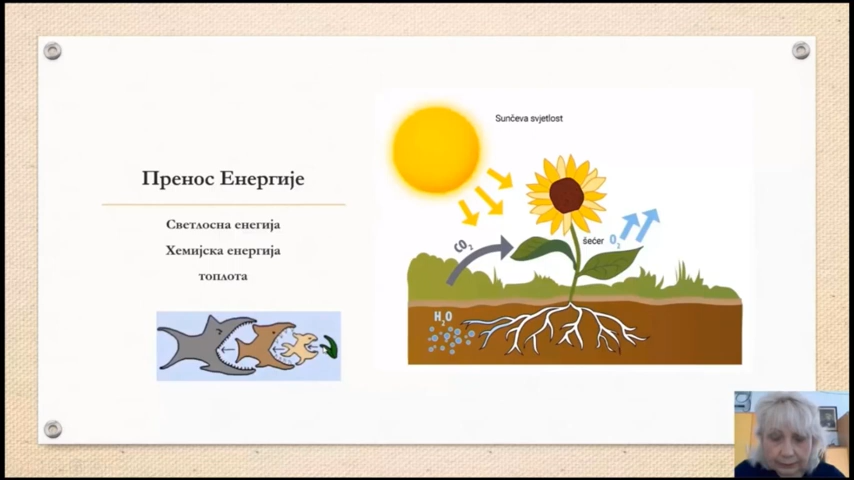 Пренос Енергије
Светлосна енегија
Хемијска енергија
топлота
Sunčeva svjetlost
CO₂
šećer
O₂
H₂O